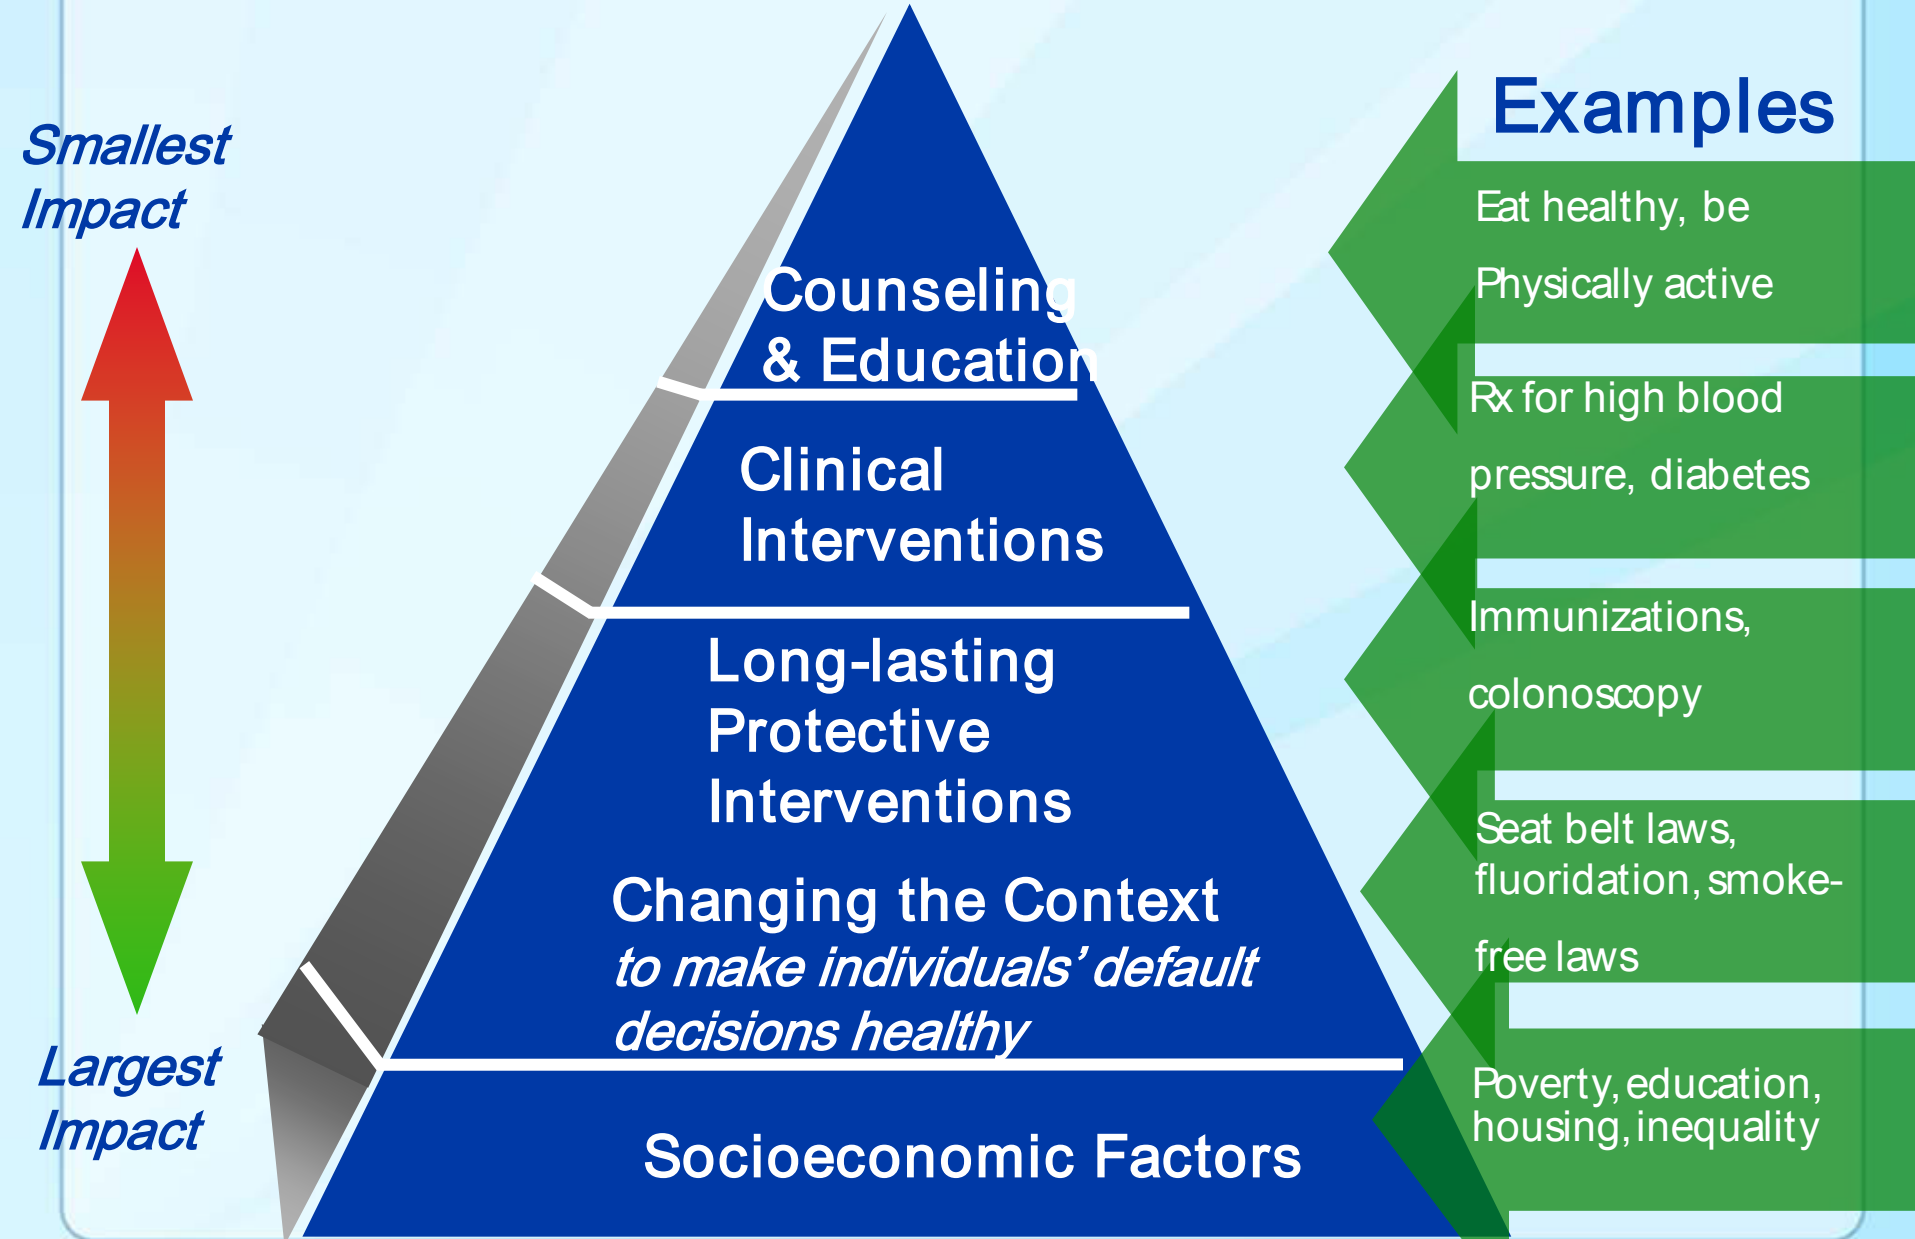 Smallest
Impact
Largest
Impact
Counseling
& Education
Clinical
Interventions
Long-lasting
Protective
Interventions
Changing the Context
to make individuals’ default
decisions healthy
Socioeconomic Factors
Examples
Eat healthy, be
Physically active
Rx for high blood
pressure, diabetes
Immunizations,
colonoscopy
Seat belt laws,
fluoridation, smoke-
free laws
Poverty, education,
housing, inequality